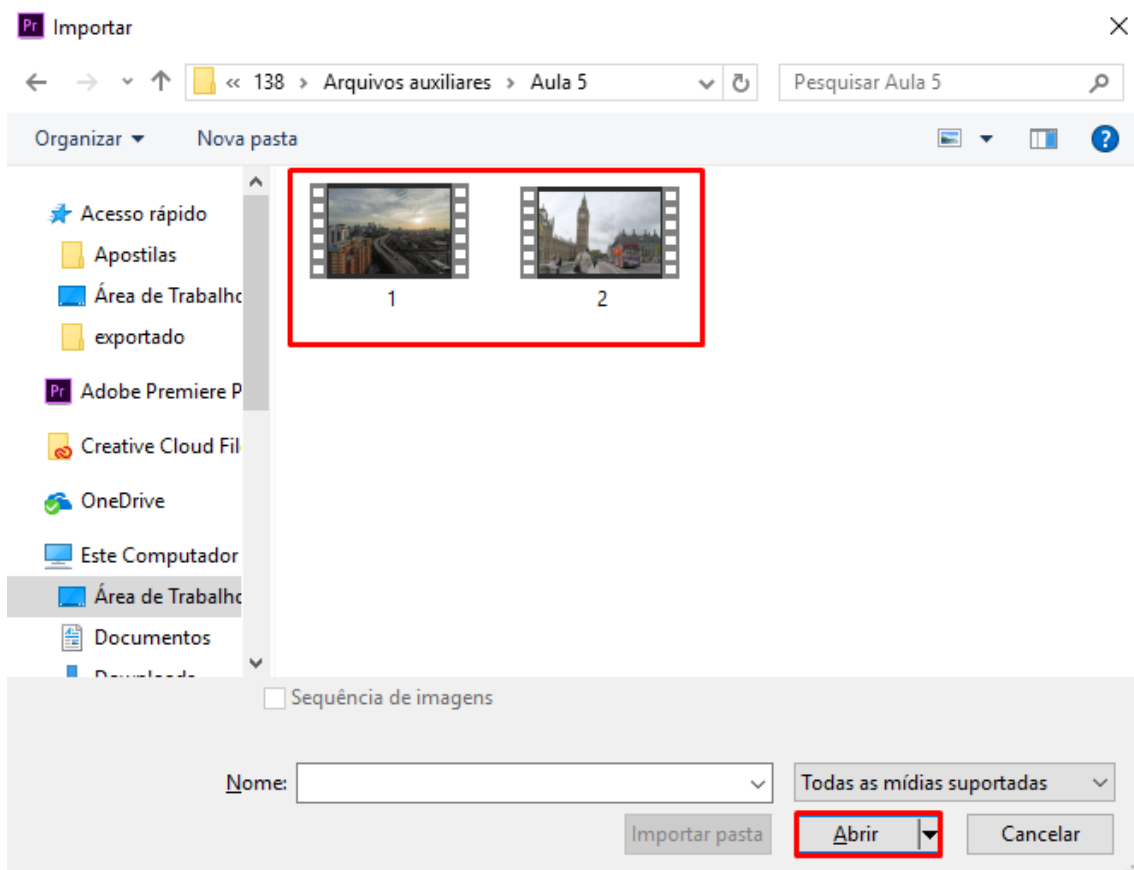 Pr Importar
« 138 > Arquivos auxiliares > Aula 5
Pesquisar Aula 5
Organizar
Nova pasta
?
Acesso rápido
Apostilas
Área de Trabalho
exportado
Pr Adobe Premiere P
Creative Cloud Fil
OneDrive
Este Computador
Área de Trabalho
Documentos
1
2
Sequência de imagens
Nome:
Todas as mídias suportadas
Importar pasta
Abrir
Cancelar